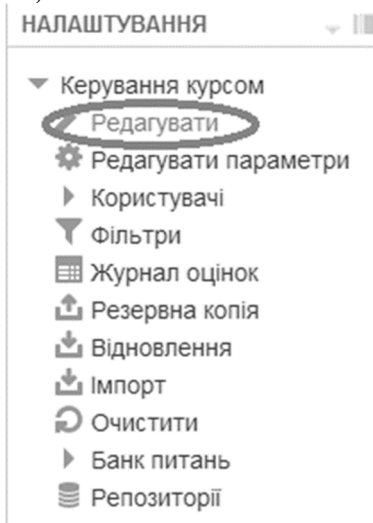 НАЛАШТУВАННЯ
Керування курсом
Редагувати
Редагувати параметри
Користувачі
Фільтри
Журнал оцінок
Резервна копія
Відновлення
Імпорт
Очистити
Банк питань
Репозиторії